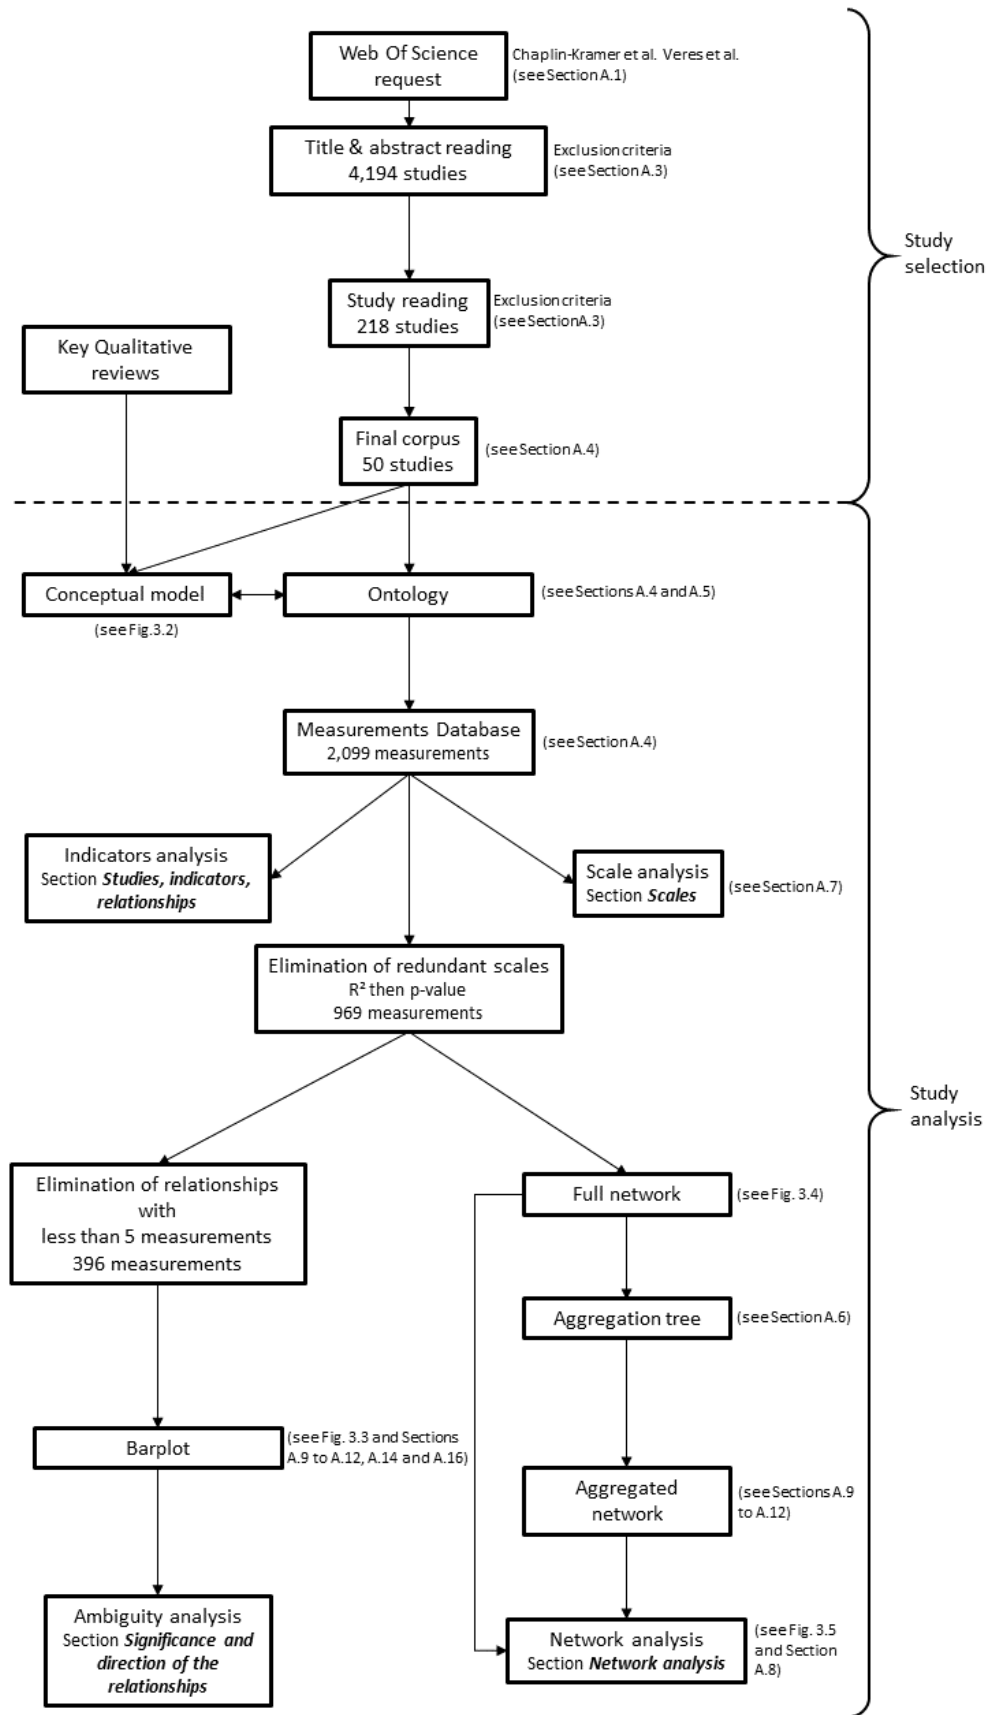 Web Of Science
request
Chaplin-Kramer et al. Veres et al.
(see Section A.1)
Title & abstract reading
4,194 studies
Exclusion criteria
(see Section A.3)
Study
selection
Study reading
218 studies
Exclusion criteria
(see Section A.3)
Key Qualitative
reviews
Final corpus
50 studies
(see Section A.4)
Conceptual model
(see Fig.3.2)
Ontology
(see Sections A.4 and A.5)
Measurements Database
2,099 measurements
(see Section A.4)
Indicators analysis
Section Studies, indicators,
relationships
Scale analysis
Section Scales
(see Section A.7)
Elimination of redundant scales
R² then p-value
969 measurements
Study
analysis
Elimination of relationships
with
less than 5 measurements
396 measurements
Full network
(see Fig. 3.4)
Aggregation tree
(see Section A.6)
Barplot
(see Fig. 3.3 and Sections
A.9 to A.12, A.14 and A.16)
Aggregated
network
(see Sections A.9
to A.12)
Ambiguity analysis
Section Significance and
direction of the
relationships
Network analysis
Section Network analysis
(see Fig. 3.5
and Section
A.8)